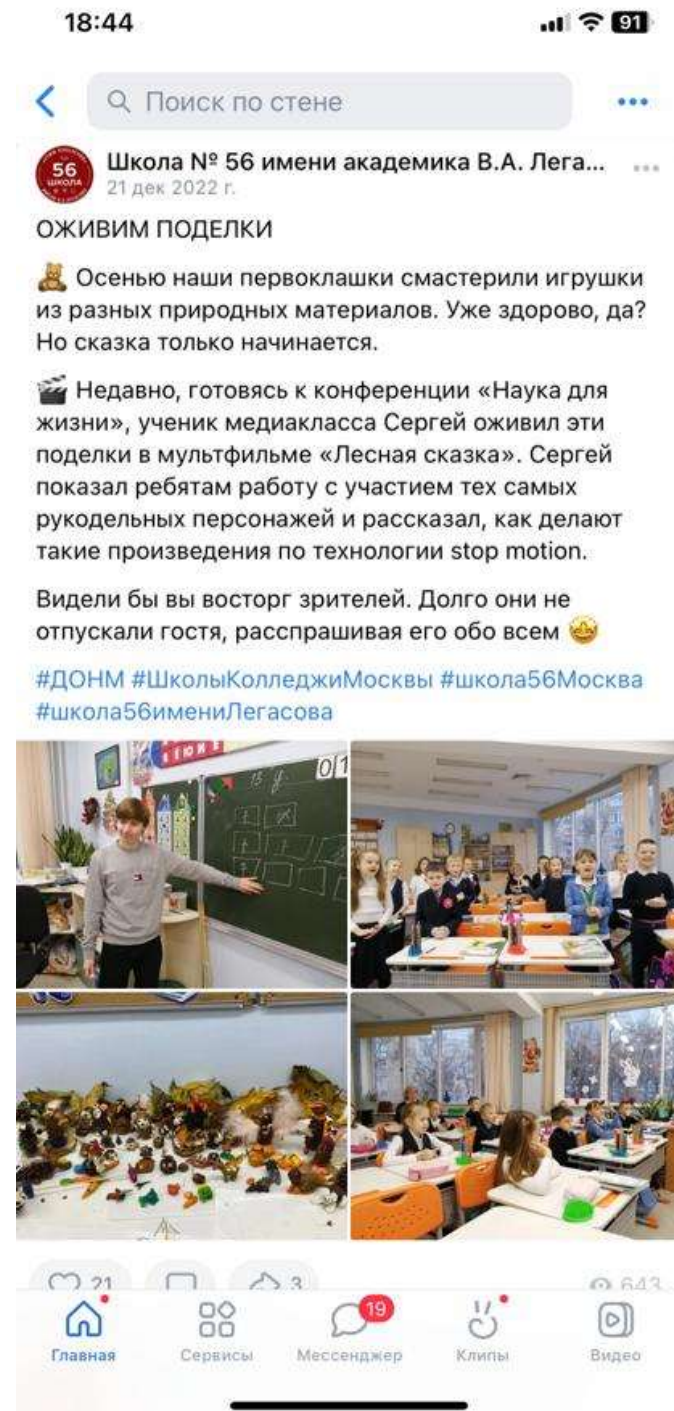 18:44
91
Поиск по стене
56
ШКОЛА
Школа № 56 имени академика В.А. Лега...
21 дек 2022 г.
ОЖИВИМ ПОДЕЛКИ
🧸 Осенью наши первоклашки смастерили игрушки
из разных природных материалов. Уже здорово, да?
Но сказка только начинается.
🎬 Недавно, готовясь к конференции «Наука для
жизни», ученик медиакласса Сергей оживил эти
поделки в мультфильме «Лесная сказка». Сергей
показал ребятам работу с участием тех самых
рукодельных персонажей и рассказал, как делают
такие произведения по технологии stop motion.
Видели бы вы восторг зрителей. Долго они не
отпускали гостя, расспрашивая его обо всем 🤩
#ДОНМ #ШколыКолледжиМосквы #школа56Москва
#школа56имениЛегасова
21
3
643
19
Главная
Сервисы
Мессенджер
Клипы
Видео